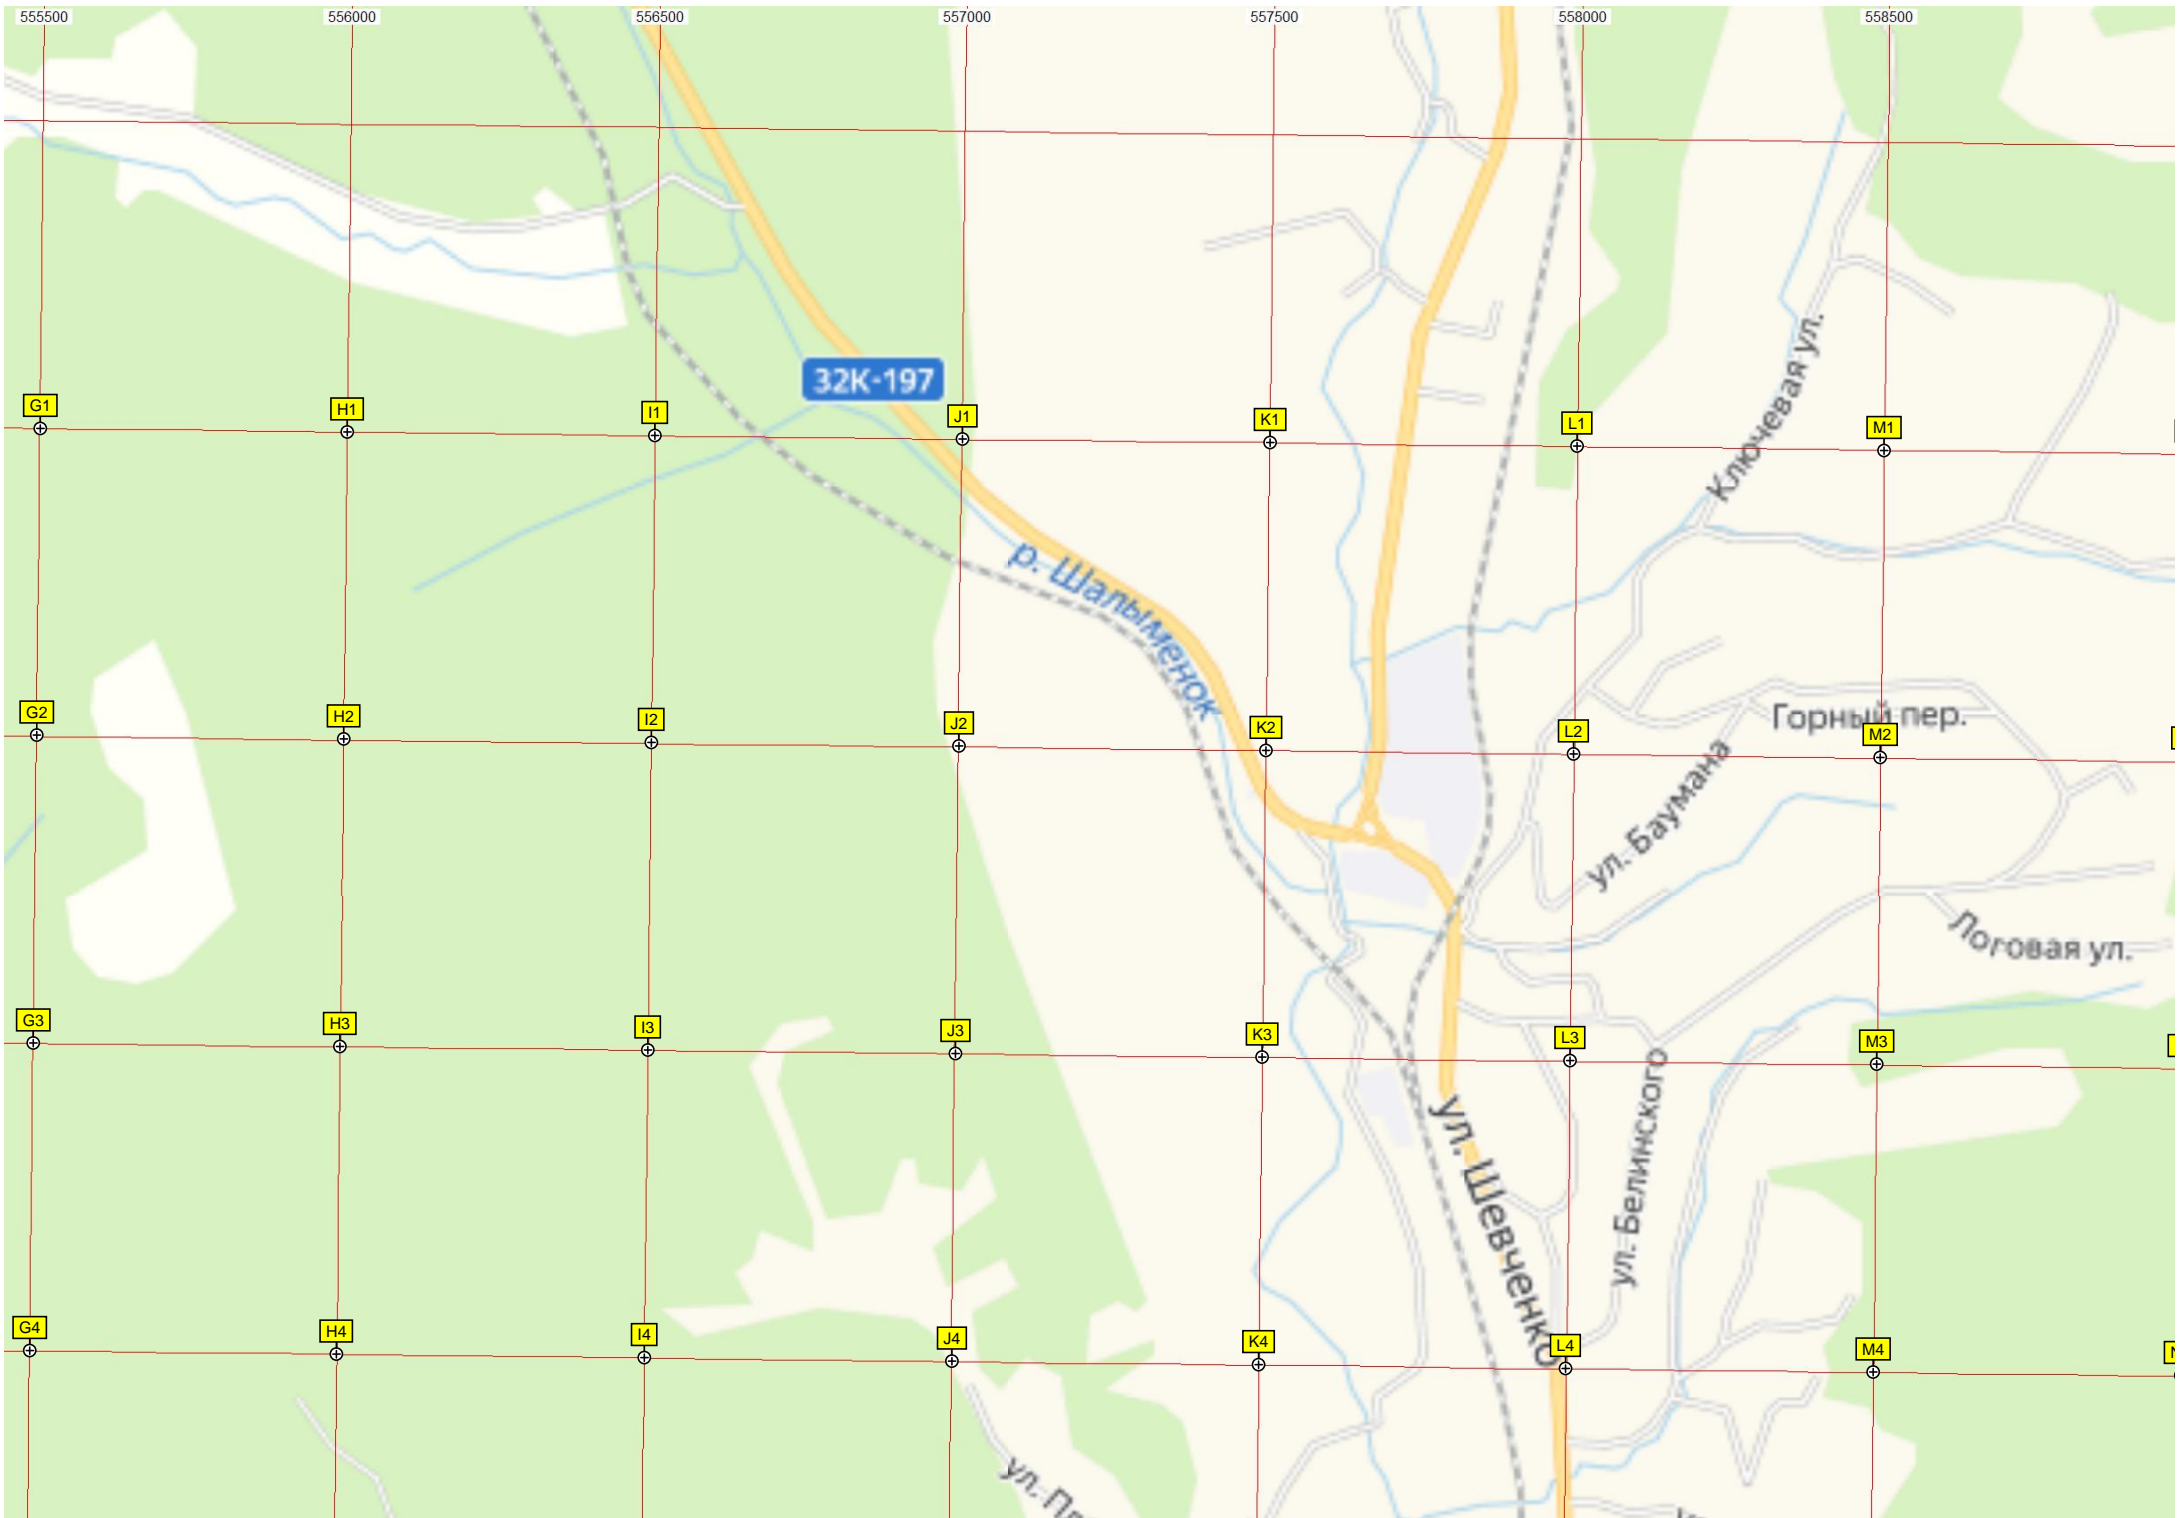 555500 556000 556500 557000 557500 558000 558500
Ключевая ул.
32К-197
G1 H1 I1 J1 K1 L1 M1
р. Шалыменок
Горный пер.
G2 H2 I2 J2 K2 L2 M2
ул. Баумана
Логовая ул.
G3 H3 I3 J3 K3 L3 M3
ул. Белинского
ул. Шевченко
G4 H4 I4 J4 K4 L4 M4
ул.